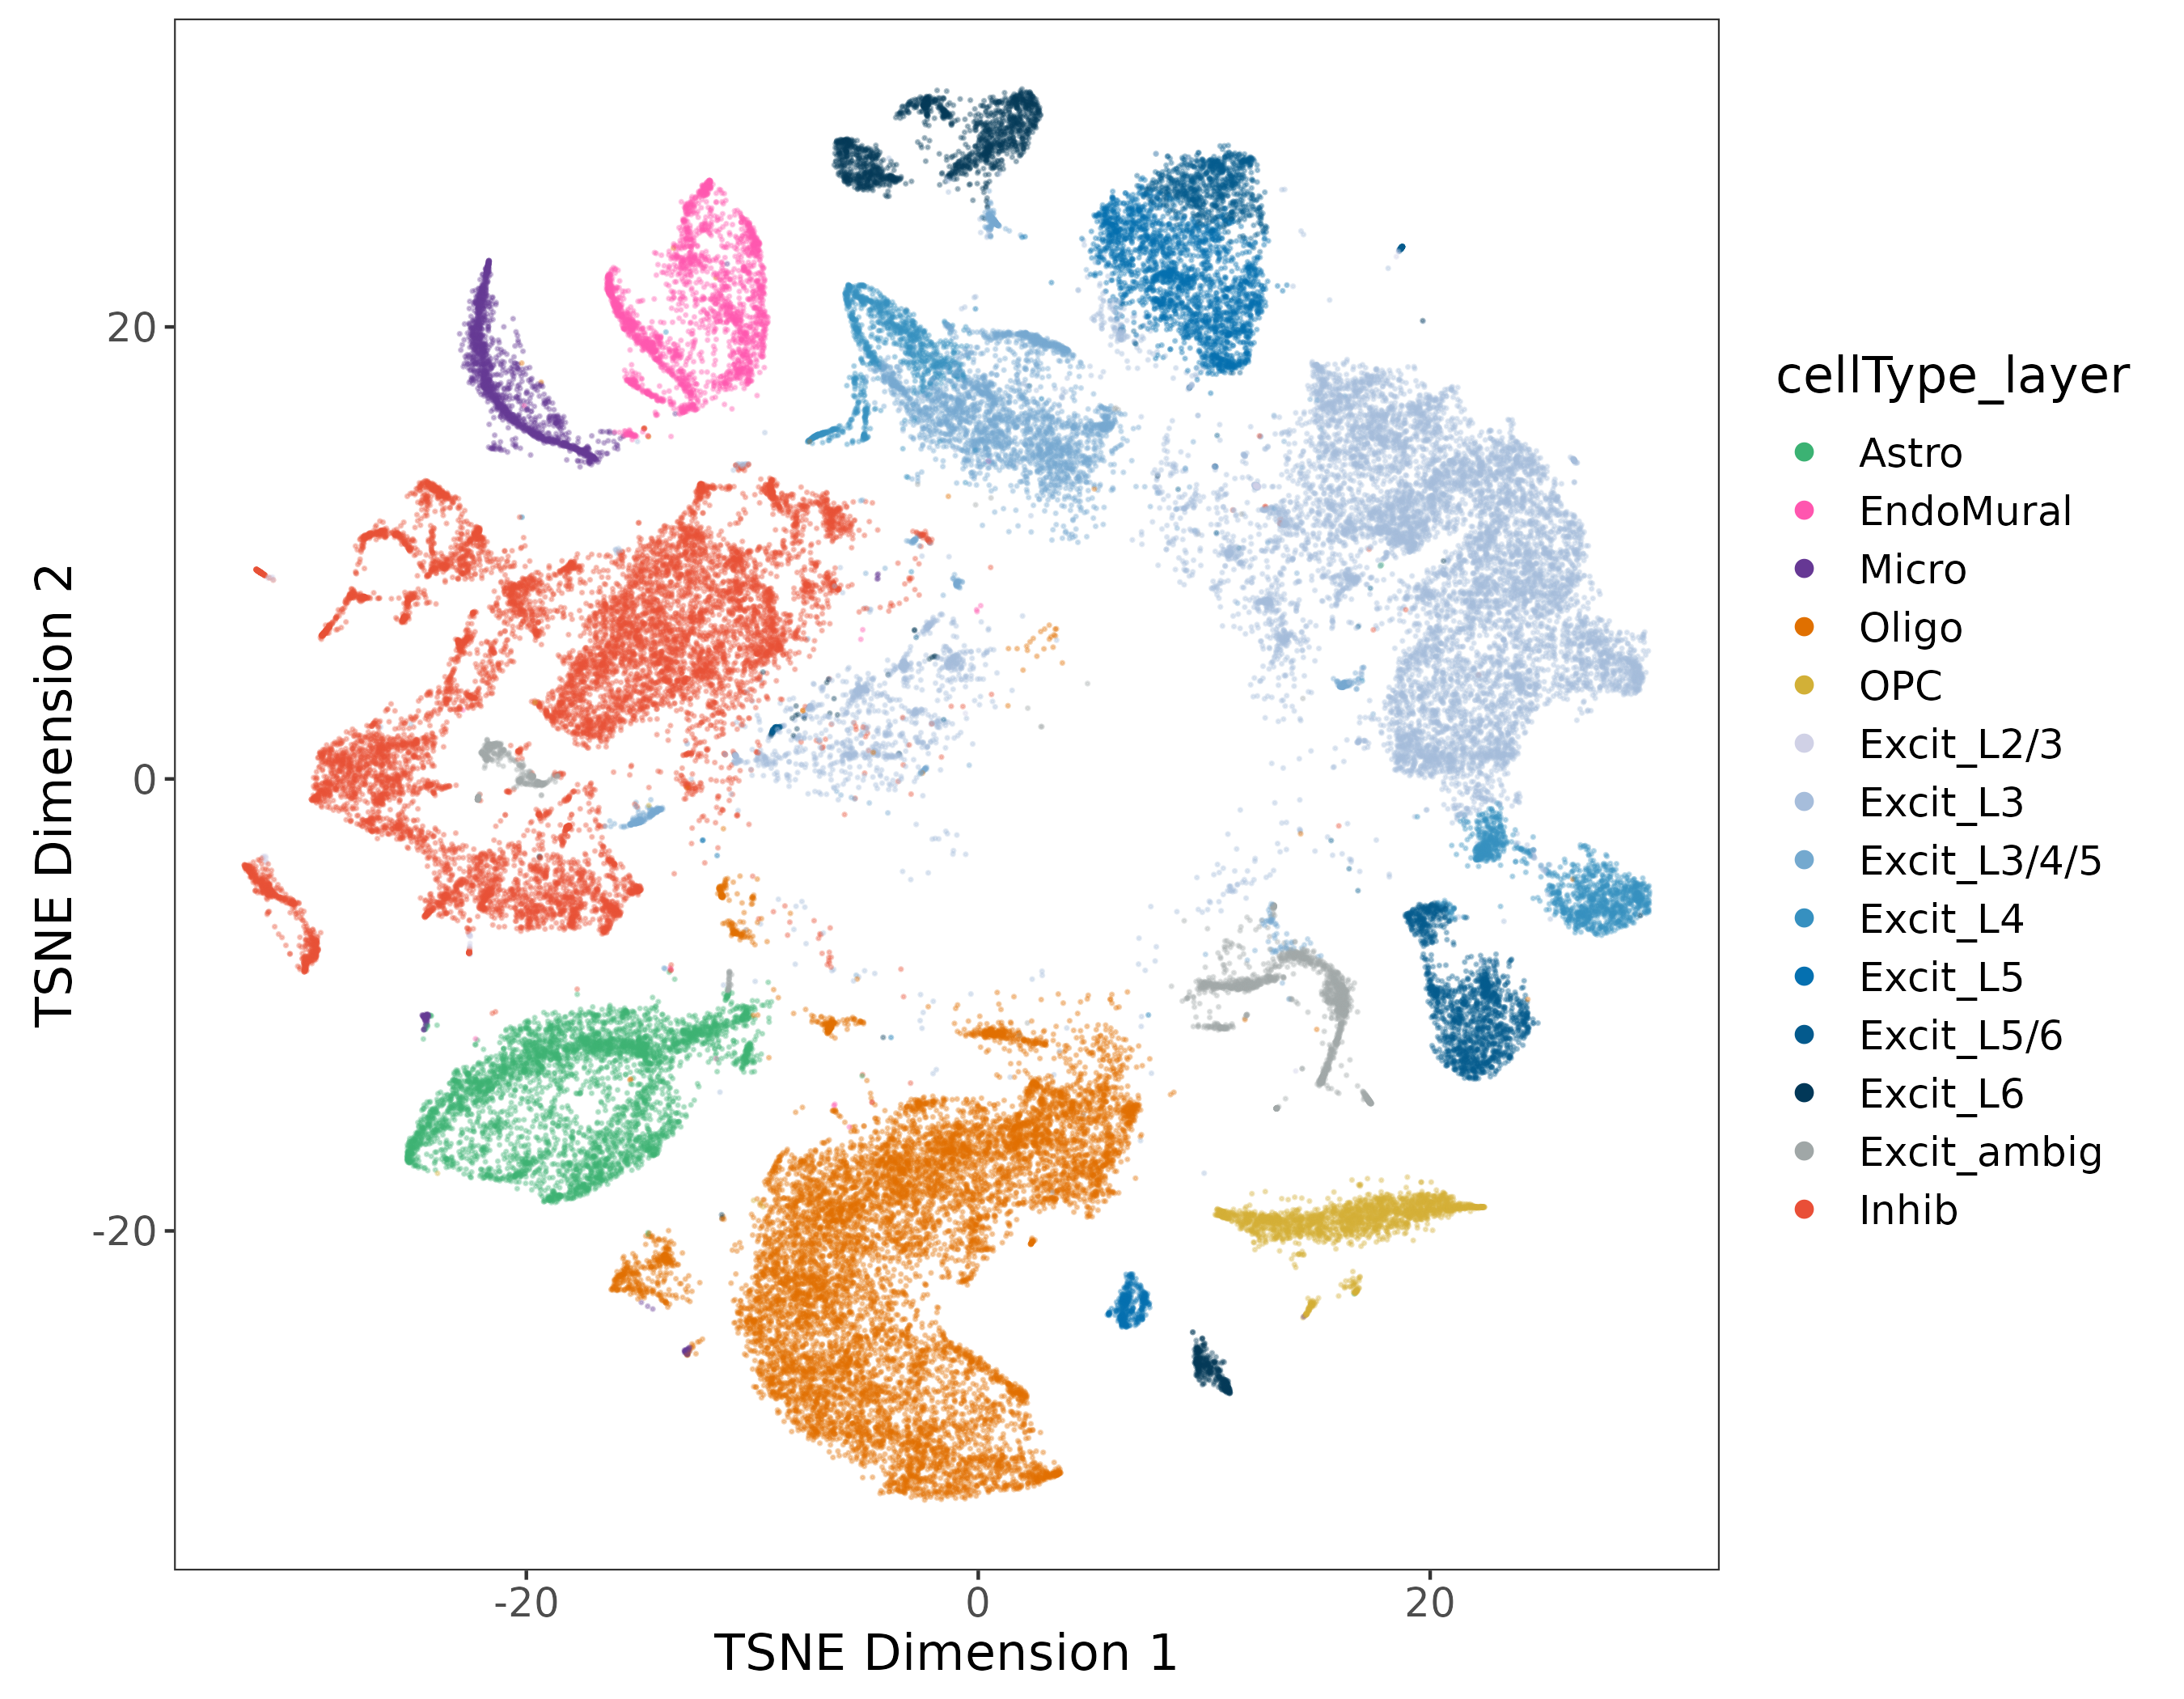 20
0
-20
-20
0
20
TSNE Dimension 1
TSNE Dimension 2
cellType_layer
Astro
EndoMural
Micro
Oligo
OPC
Excit_L2/3
Excit_L3
Excit_L3/4/5
Excit_L4
Excit_L5
Excit_L5/6
Excit_L6
Excit_ambig
Inhib